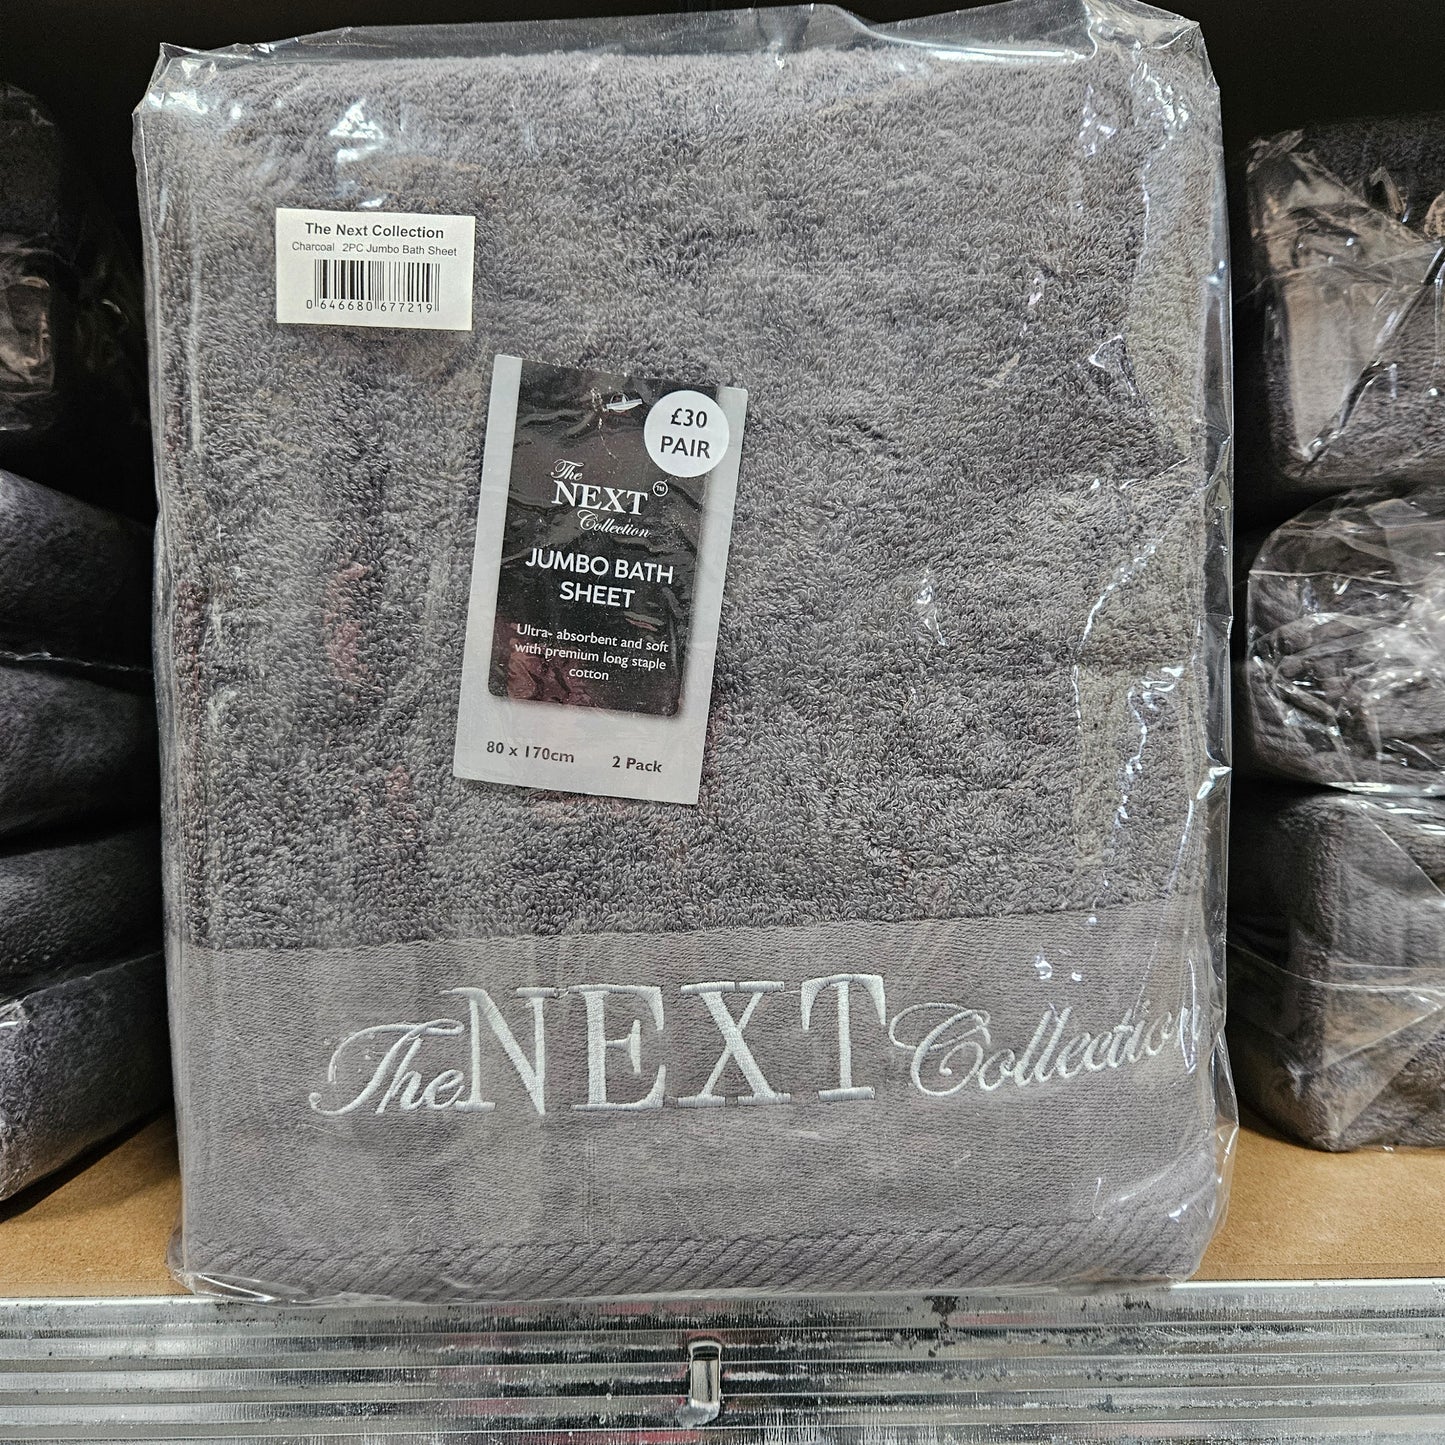 The Next Collection
Charcoal 2PC Jumbo Bath Sheet
0 646680 677219
£30
PAIR
The
NEXT TM
Collection
JUMBO BATH
SHEET
Ultra- absorbent and soft
with premium long staple
cotton
80 x 170cm 2 Pack
The NEXT Collection